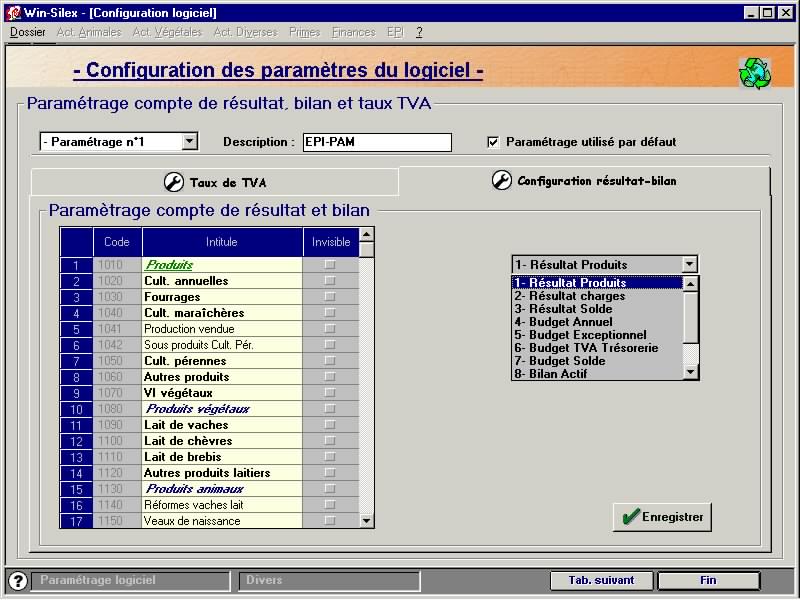 Win-Silex - [Configuration logiciel]
Dossier Act. Animales Act. Végétales Act. Diverses Primes Finances EPI ?
- Configuration des paramètres du logiciel -
Paramétrage compte de résultat, bilan et taux TVA
- Paramétrage n°1 Description : EPI-PAM Paramétrage utilisé par défaut
Taux de TVA Configuration résultat-bilan
Paramètrage compte de résultat et bilan
Code Intitule Invisible
1 1010 Produits
2 1020 Cult. annuelles
3 1030 Fourrages
4 1040 Cult. maraîchères
5 1041 Production vendue
6 1042 Sous produits Cult. Pér.
7 1050 Cult. pérennes
8 1060 Autres produits
9 1070 VI végétaux
10 1080 Produits végétaux
11 1090 Lait de vaches
12 1100 Lait de chèvres
13 1110 Lait de brebis
14 1120 Autres produits laitiers
15 1130 Produits animaux
16 1140 Réformes vaches lait
17 1150 Veaux de naissance
1- Résultat Produits
1- Résultat Produits
2- Résultat charges
3- Résultat Solde
4- Budget Annuel
5- Budget Exceptionnel
6- Budget TVA Trésorerie
7- Budget Solde
8- Bilan Actif
Enregistrer
? Paramétrage logiciel Divers Tab. suivant Fin